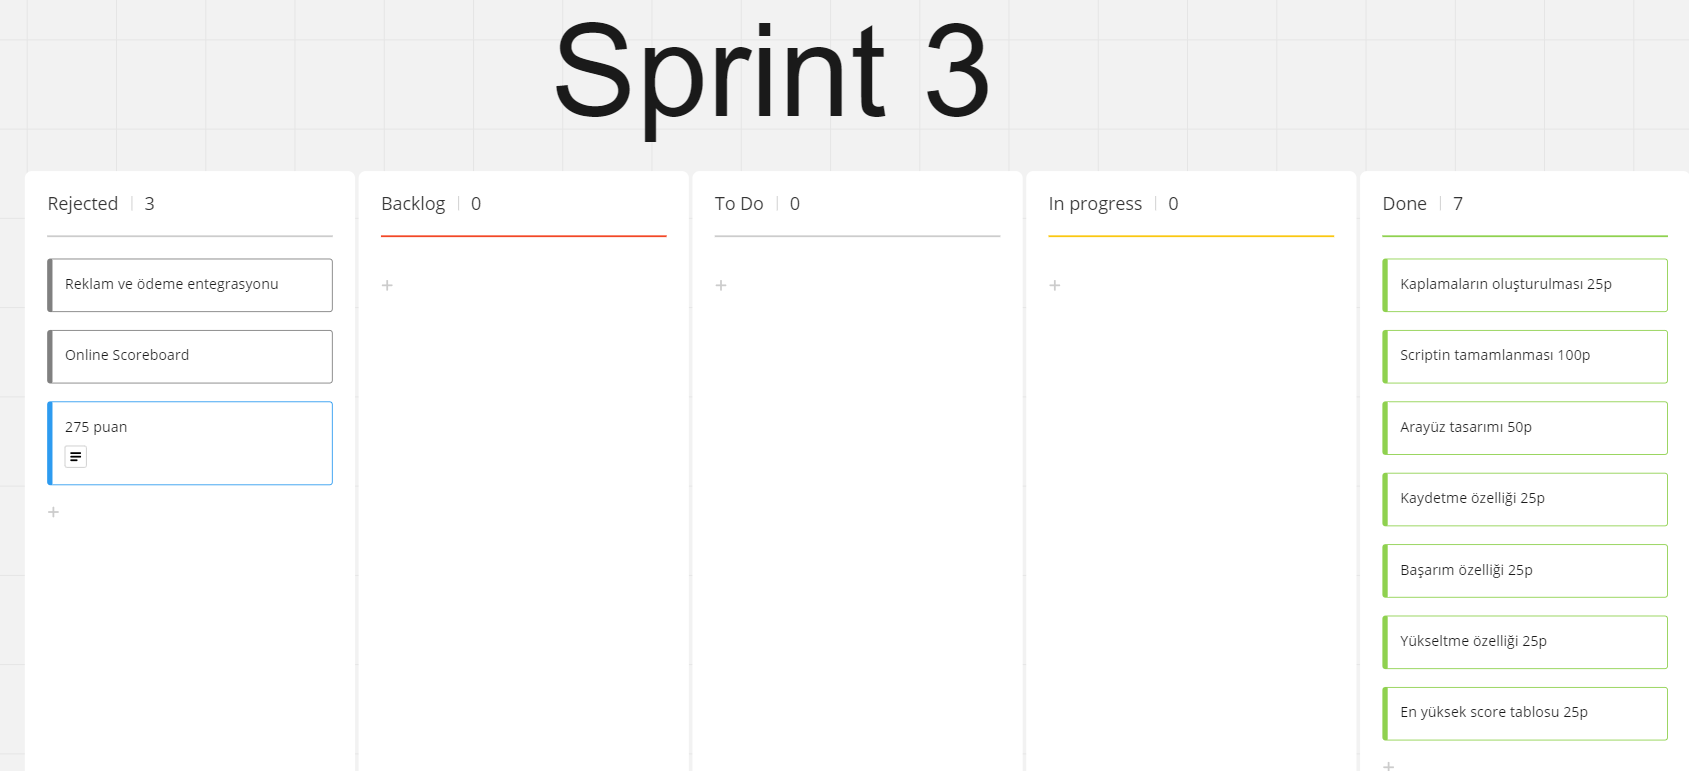 Sprint 3
Rejected 3
Reklam ve ödeme entegrasyonu
Online Scoreboard
275 puan
Backlog 0
To Do 0
In progress 0
Done 7
Kaplamaların oluşturulması 25p
Scriptin tamamlanması 100p
Arayüz tasarımı 50p
Kaydetme özelliği 25p
Başarım özelliği 25p
Yükseltme özelliği 25p
En yüksek score tablosu 25p